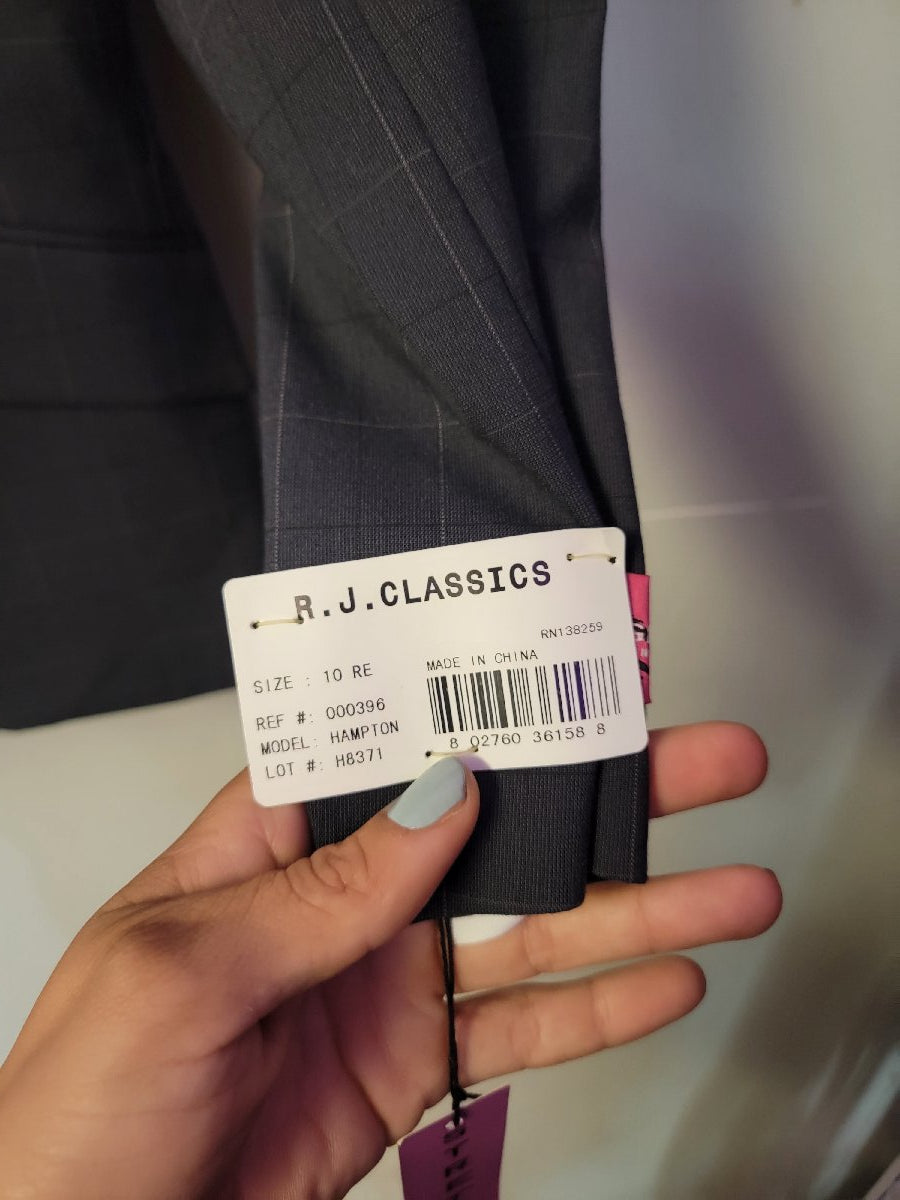 R.J.CLASSICS
RN138259
SIZE : 10 RE
MADE IN CHINA
REF #: 000396
MODEL: HAMPTON
LOT #: H8371
8 02760 36158 8